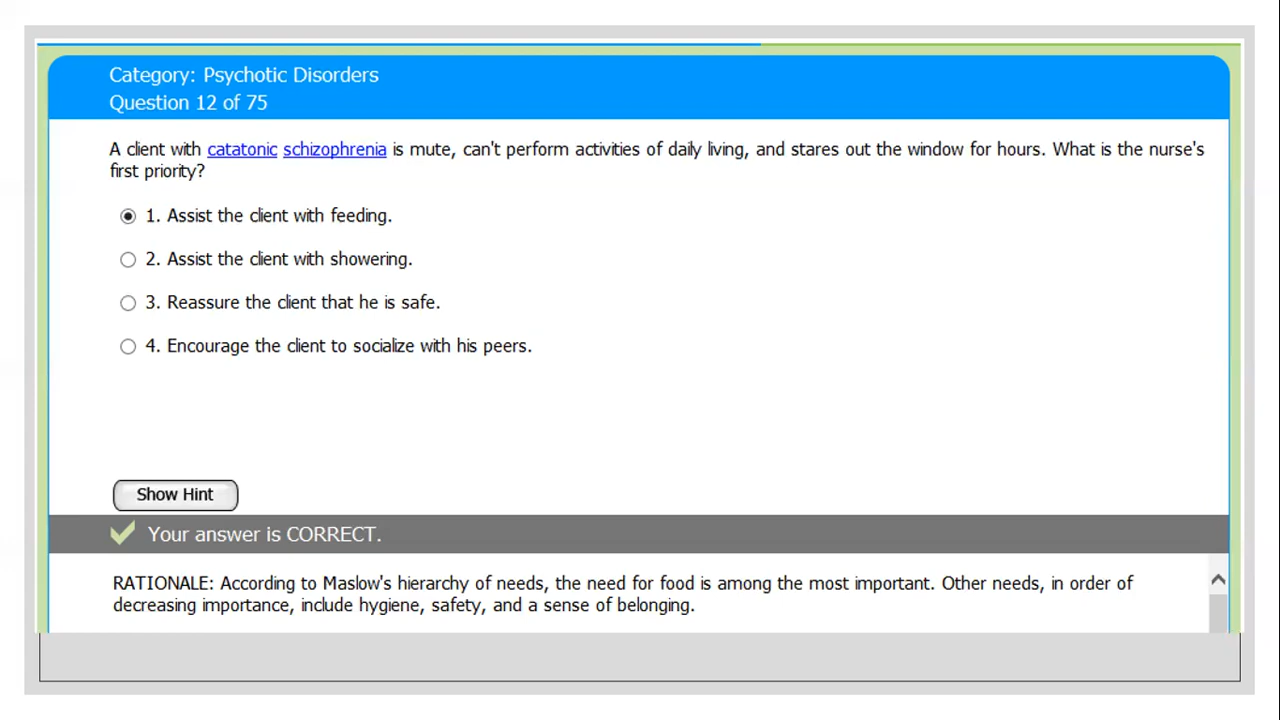 Category: Psychotic Disorders
Question 12 of 75
A client with catatonic schizophrenia is mute, can't perform activities of daily living, and stares out the window for hours. What is the nurse's
first priority?
1. Assist the client with feeding.
2. Assist the client with showering.
3. Reassure the client that he is safe.
4. Encourage the client to socialize with his peers.
Show Hint
Your answer is CORRECT.
RATIONALE: According to Maslow's hierarchy of needs, the need for food is among the most important. Other needs, in order of
decreasing importance, include hygiene, safety, and a sense of belonging.